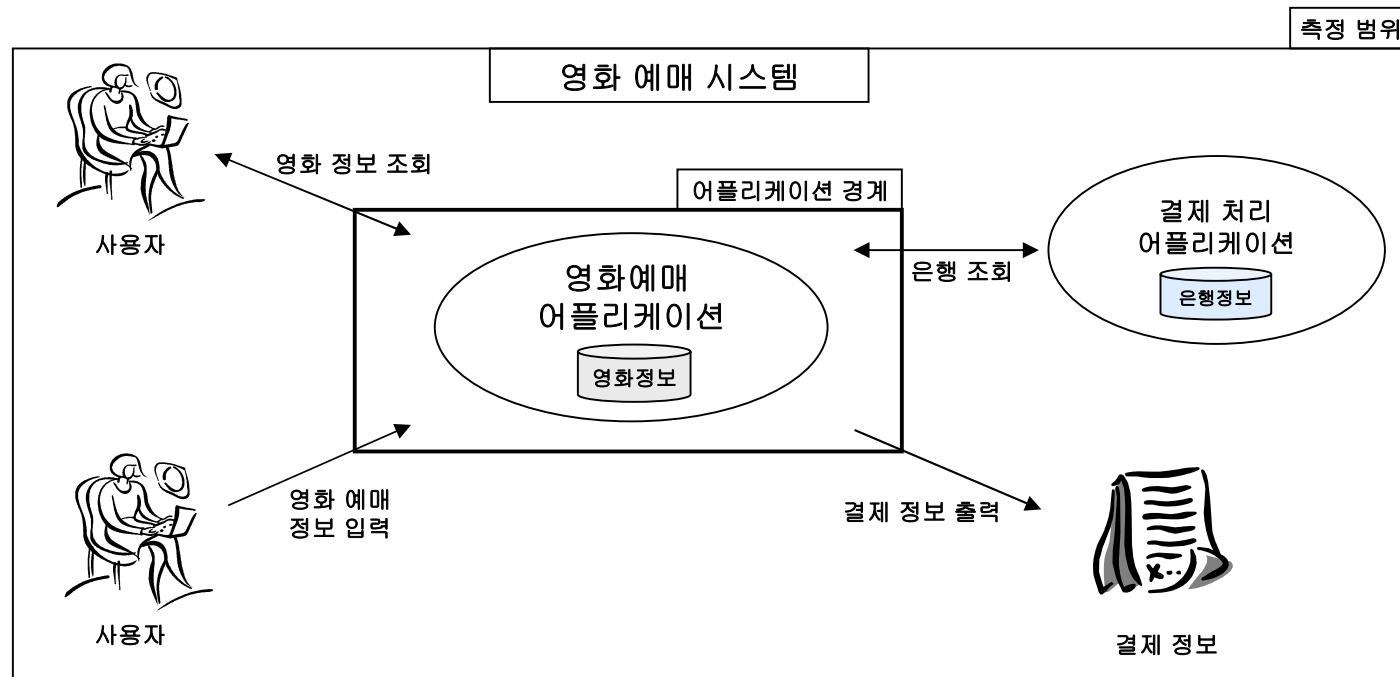 측정 범위
영화 예매 시스템
영화 정보 조회
어플리케이션 경계
사용자
결제 처리
어플리케이션
은행정보
은행 조회
영화예매
어플리케이션
영화정보
영화 예매
정보 입력
결제 정보 출력
사용자
결제 정보